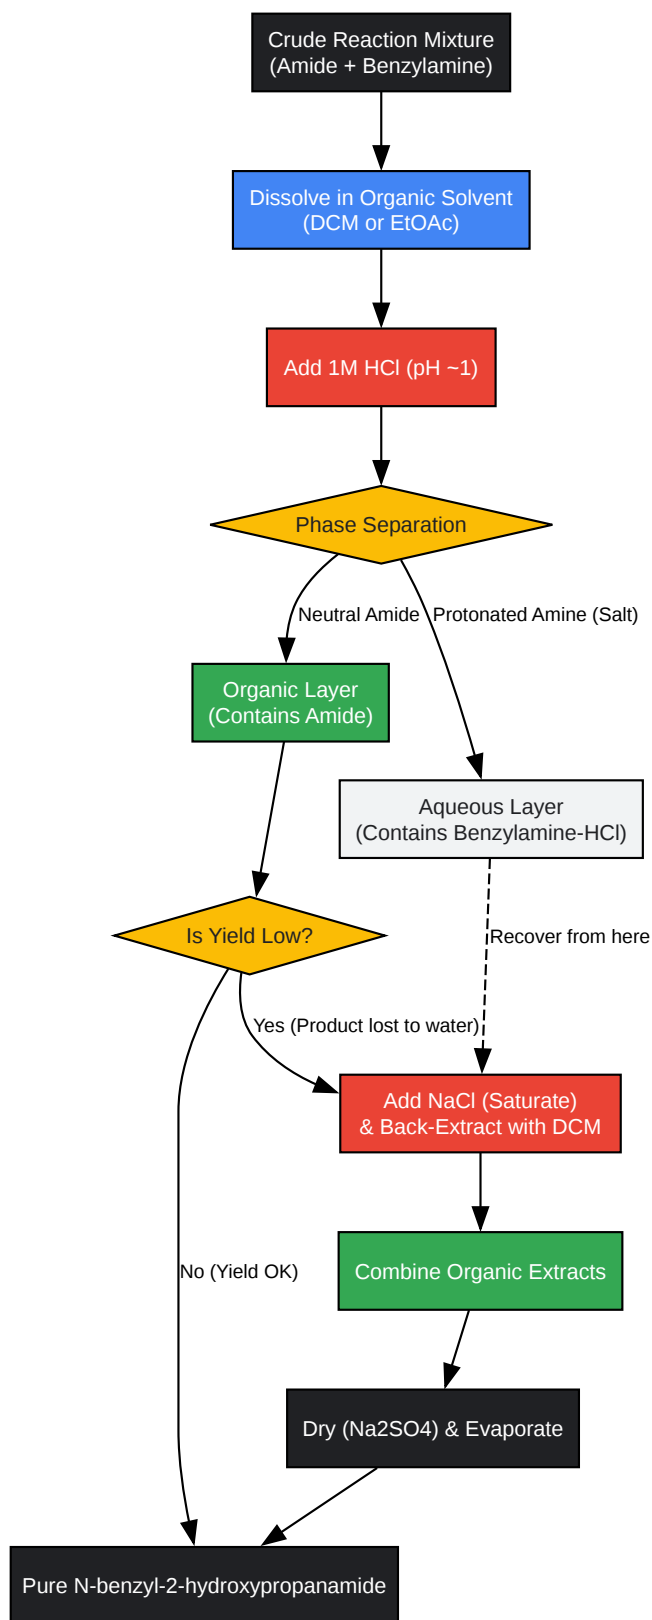 Crude Reaction Mixture
(Amide + Benzylamine)
Dissolve in Organic Solvent
(DCM or EtOAc)
Add 1M HCl (pH ~1)
Phase Separation
Neutral Amide
Protonated Amine (Salt)
Organic Layer
(Contains Amide)
Aqueous Layer
(Contains Benzylamine-HCl)
Is Yield Low?
Recover from here
Yes (Product lost to water)
Add NaCl (Saturate)
& Back-Extract with DCM
No (Yield OK)
Combine Organic Extracts
Dry (Na2SO4) & Evaporate
Pure N-benzyl-2-hydroxypropanamide